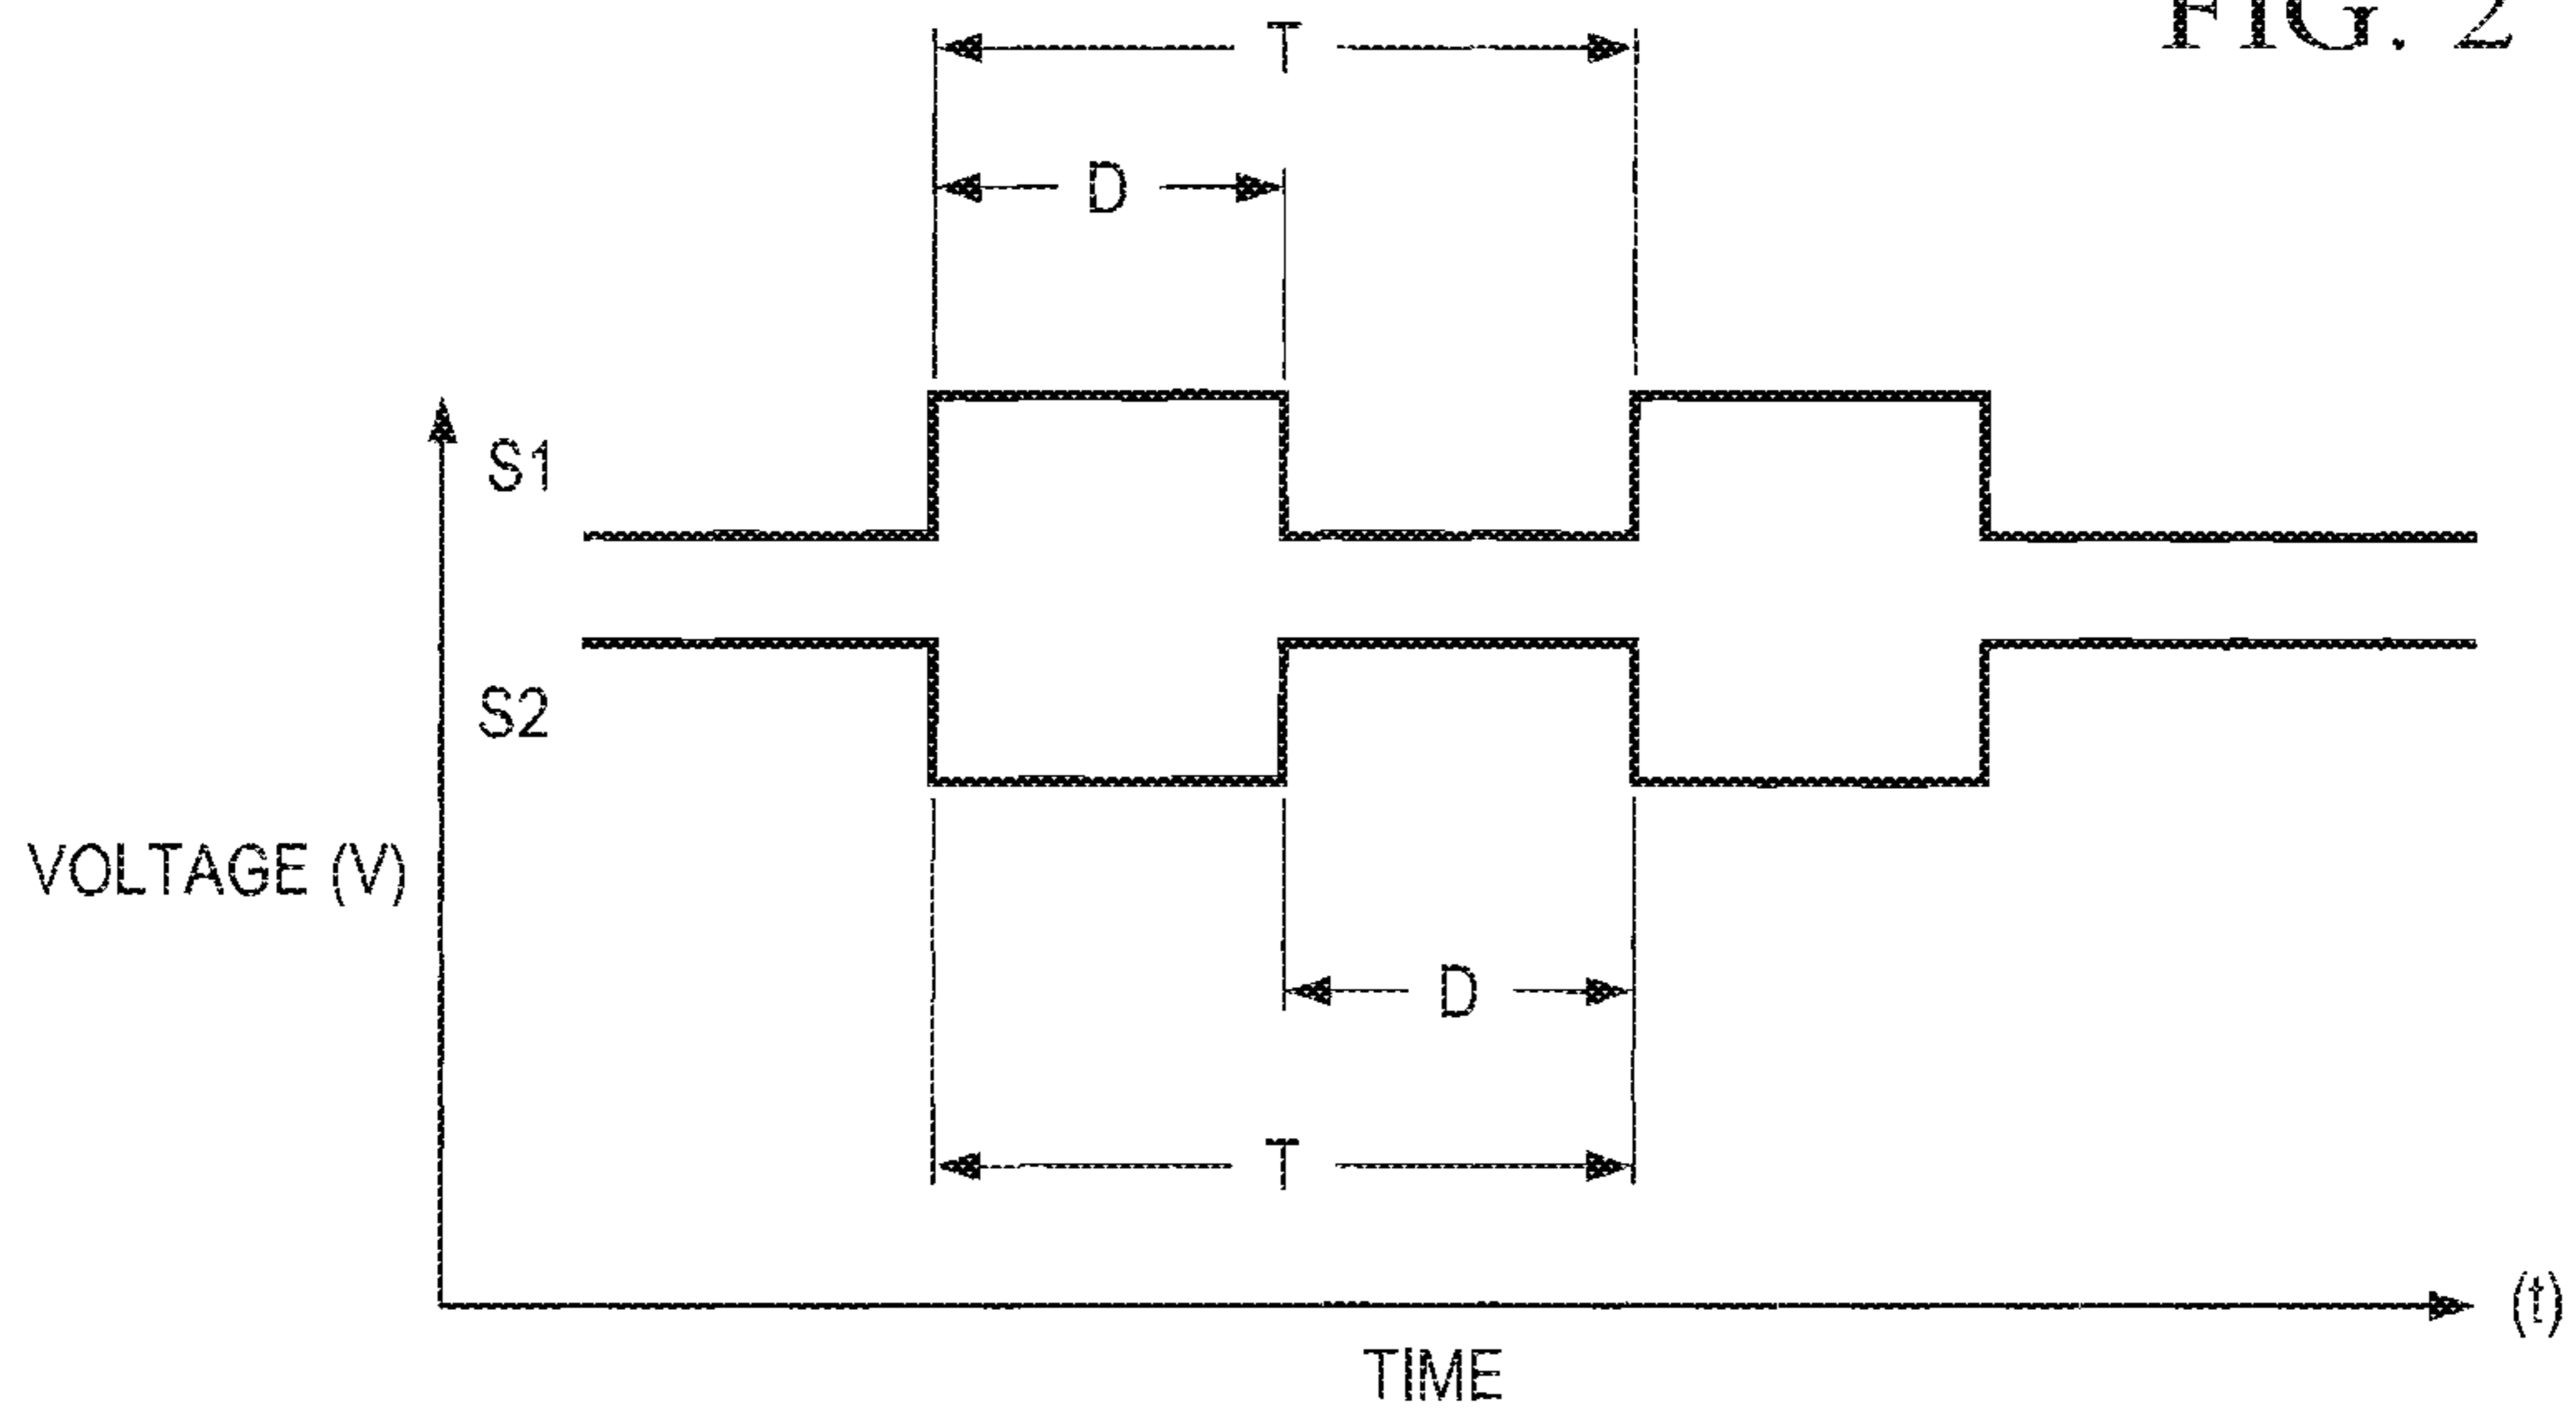 FIG. 2
T
D
S1
S2
VOLTAGE (V)
D
T
(t)
TIME